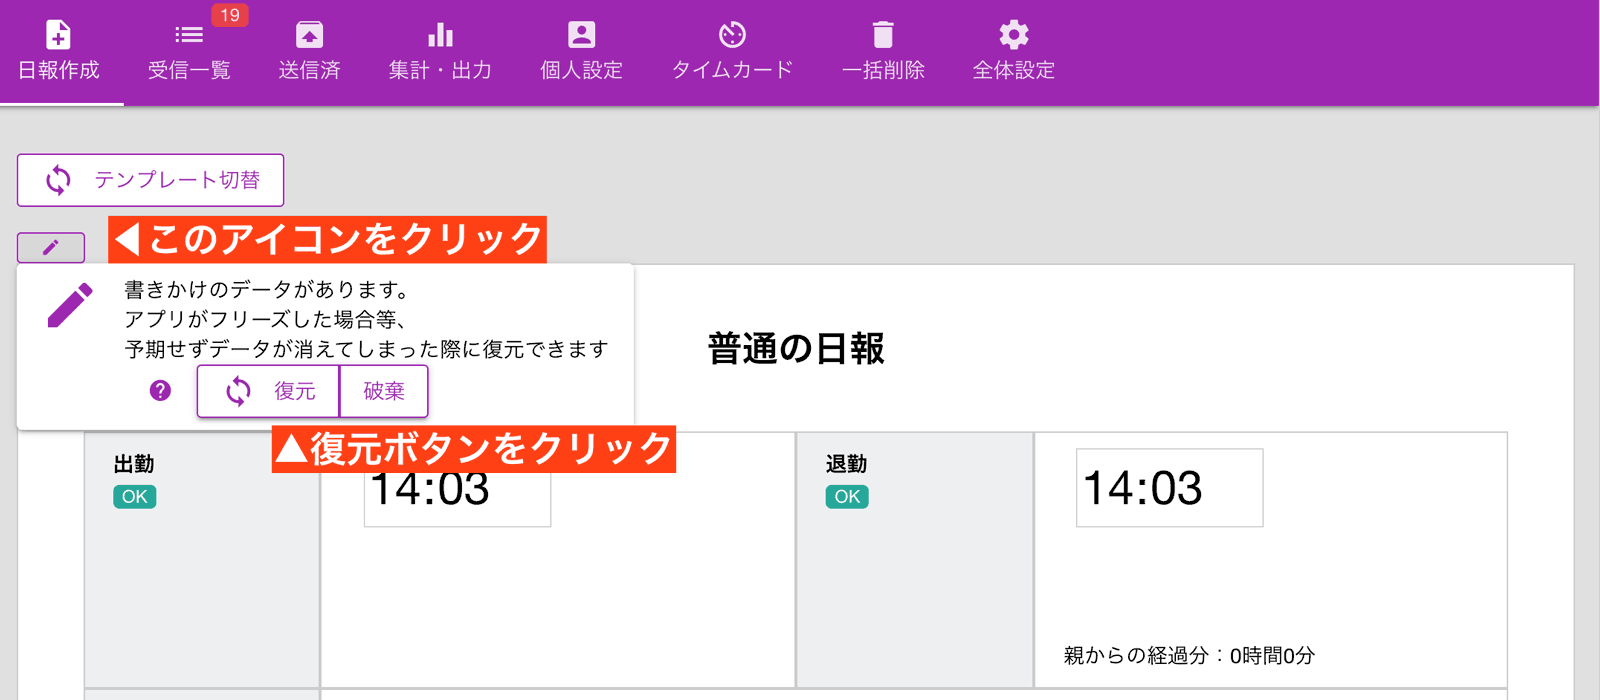 19
日報作成
受信一覧
送信済
集計・出力
個人設定
タイムカード
一括削除
全体設定
テンプレート切替
◀このアイコンをクリック
書きかけのデータがあります。
アプリがフリーズした場合等、
予期せずデータが消えてしまった際に復元できます
?
復元
破棄
▲復元ボタンをクリック
普通の日報
出勤
OK
14:03
退勤
OK
14:03
親からの経過分：0時間0分